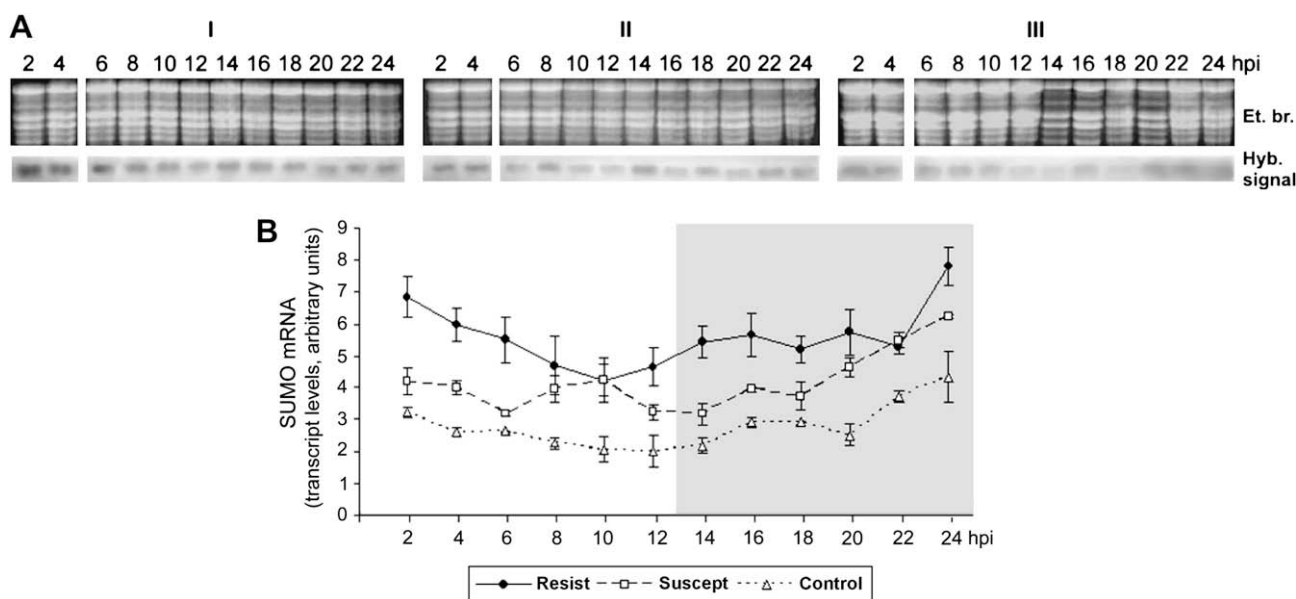 A
I II III
2 4 6 8 10 12 14 16 18 20 22 24 6 8 10 12 14 16 18 20 22 24 2 4 6 8 10 12 14 16 18 20 22 24 hpi
Et. br.
Hyb.
signal
B
SUMO mRNA
(transcript levels, arbitrary units)
9
8
7
6
5
4
3
2
1
0
2 4 6 8 10 12 14 16 18 20 22 24 hpi
Resist Suscept Control